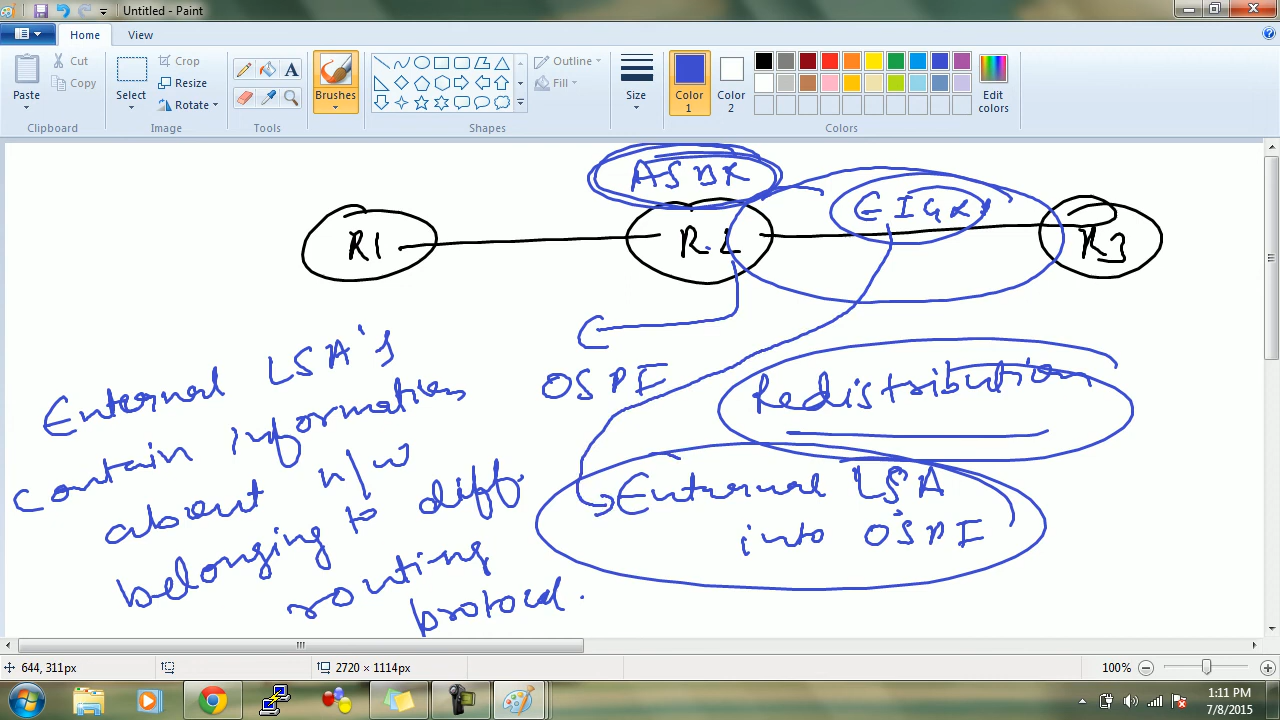 Untitled - Paint
Home
View
Paste
Cut
Copy
Clipboard
Select
Crop
Resize
Rotate
Image
A
Tools
Brushes
Shapes
Outline
Fill
Size
Color 1
Color 2
Edit colors
Colors
ASBR
EIGRP
R1
R2
R3
OSPF
Redistribution
External LSA
into OSPF
External LSA's
contain information
about n/w
belonging to diff.
routing
protocol.
644, 311px
2720 × 1114px
100%
1:11 PM
7/8/2015